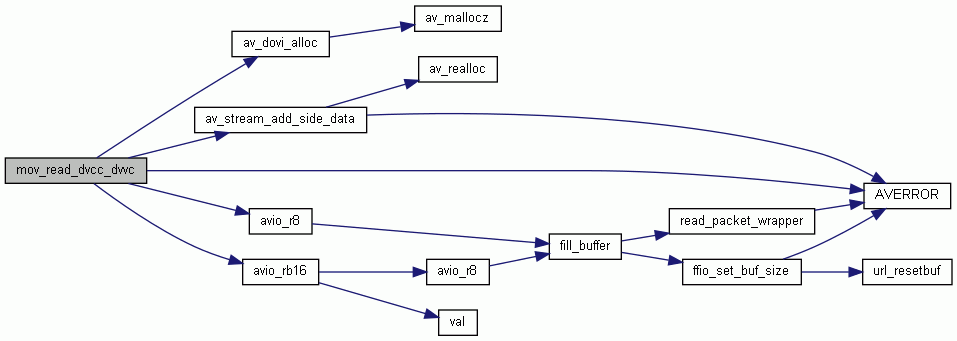 av_mallocz
av_dovi_alloc
av_realloc
av_stream_add_side_data
mov_read_dvcc_dvvc
AVERROR
avio_r8
read_packet_wrapper
fill_buffer
avio_rb16
avio_r8
ffio_set_buf_size
url_resetbuf
val